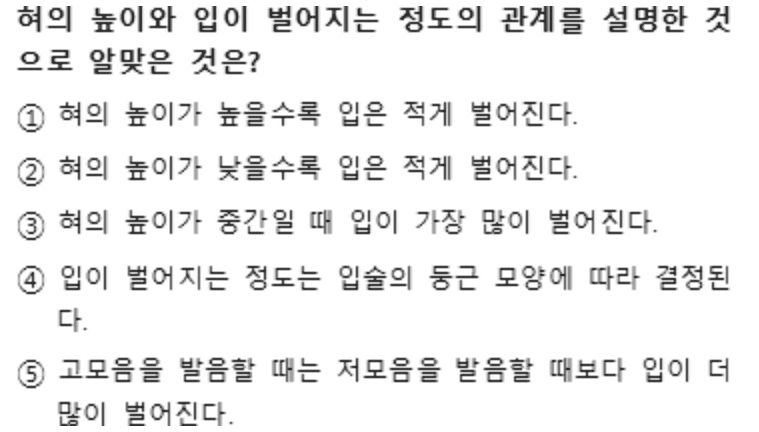 혀의 높이와 입이 벌어지는 정도의 관계를 설명한 것
으로 알맞은 것은?
① 혀의 높이가 높을수록 입은 적게 벌어진다.
② 혀의 높이가 낮을수록 입은 적게 벌어진다.
③ 혀의 높이가 중간일 때 입이 가장 많이 벌어진다.
④ 입이 벌어지는 정도는 입술의 둥근 모양에 따라 결정된
다.
⑤ 고모음을 발음할 때는 저모음을 발음할 때보다 입이 더
많이 벌어진다.